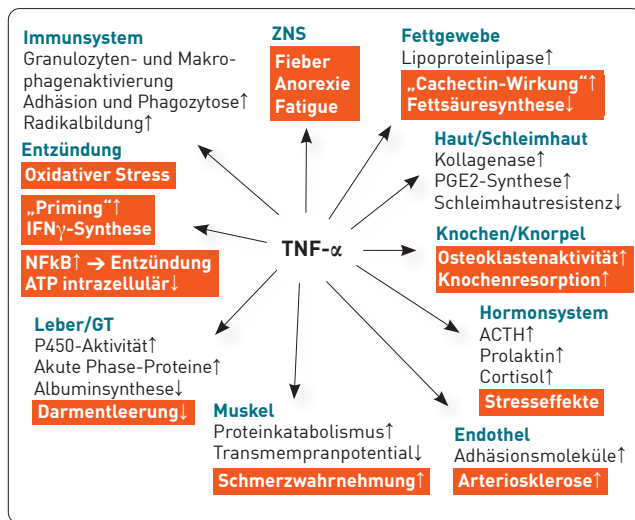 Immunsystem
Granulozyten- und Makro-
phagenaktivierung
Adhäsion und Phagozytose↑
Radikalbildung↑
Entzündung
Oxidativer Stress
„Priming“↑
IFNγ-Synthese
NFkB↑ → Entzündung
ATP intrazellulär↓
ZNS
Fieber
Anorexie
Fatigue
Fettgewebe
Lipoproteinlipase↑
„Cachectin-Wirkung“↑
Fettsäuresynthese↓
Haut/Schleimhaut
Kollagenase↑
PGE2-Synthese↑
Schleimhautresistenz↓
TNF-α
Knochen/Knorpel
Osteoklastenaktivität↑
Knochenresorption↑
Leber/GT
P450-Aktivität↑
Akute Phase-Proteine↑
Albuminsynthese↓
Darmentleerung↓
Muskel
Proteinkatabolismus↑
Transmempranpotential↓
Schmerzwahrnehmung↑
Hormonsystem
ACTH↑
Prolaktin↑
Cortisol↑
Stresseffekte
Endothel
Adhäsionsmoleküle↑
Arteriosklerose↑